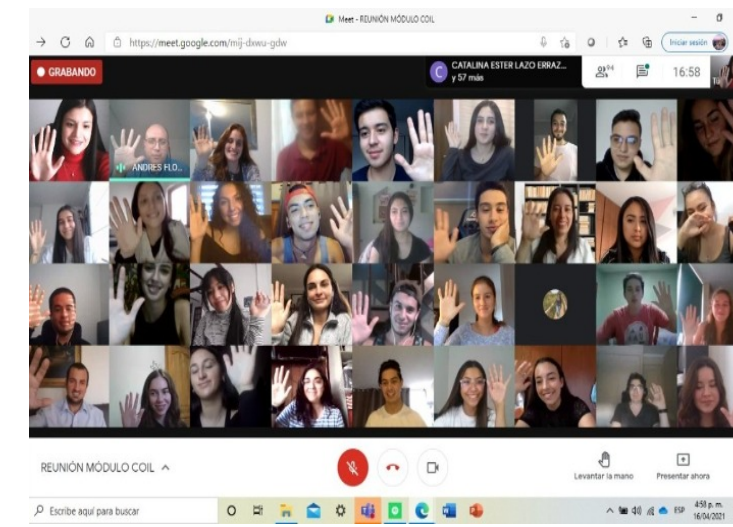 Meet - REUNIÓN MÓDULO COIL
https://meet.google.com/mij-dxwu-gdw
Iniciar sesión
GRABANDO
C
CATALINA ESTER LAZO ERRAZ...
y 57 más
16:58
ANDRES FLO...
REUNIÓN MÓDULO COIL
Levantar la mano
Presentar ahora
Escribe aquí para buscar
ESP
4:58 p. m.
16/04/2021